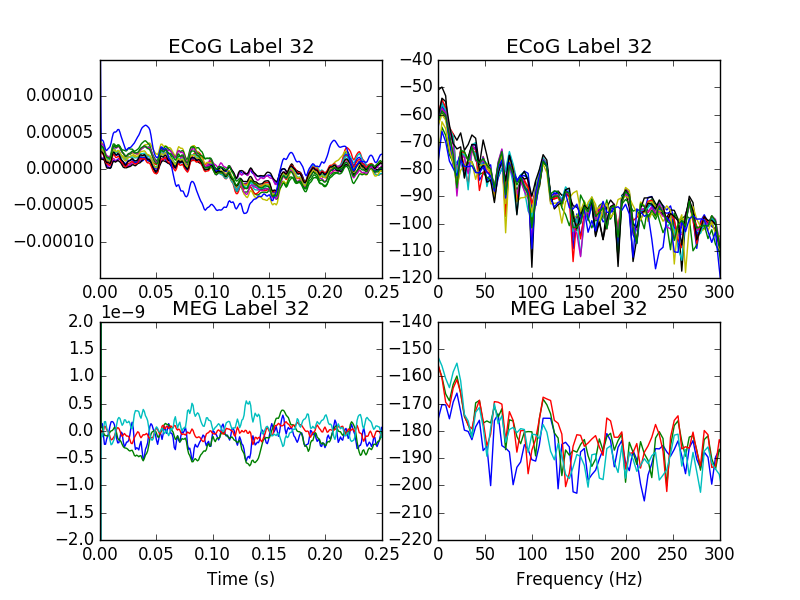 ECoG Label 32
0.00010
0.00005
0.00000
−0.00005
−0.00010
0.00 0.05 0.10 0.15 0.20 0.25
ECoG Label 32
−40
−50
−60
−70
−80
−90
−100
−110
−120
0 50 100 150 200 250 300
MEG Label 32
1e−9
2.0
1.5
1.0
0.5
0.0
−0.5
−1.0
−1.5
−2.0
0.00 0.05 0.10 0.15 0.20 0.25
Time (s)
MEG Label 32
−140
−150
−160
−170
−180
−190
−200
−210
−220
0 50 100 150 200 250 300
Frequency (Hz)